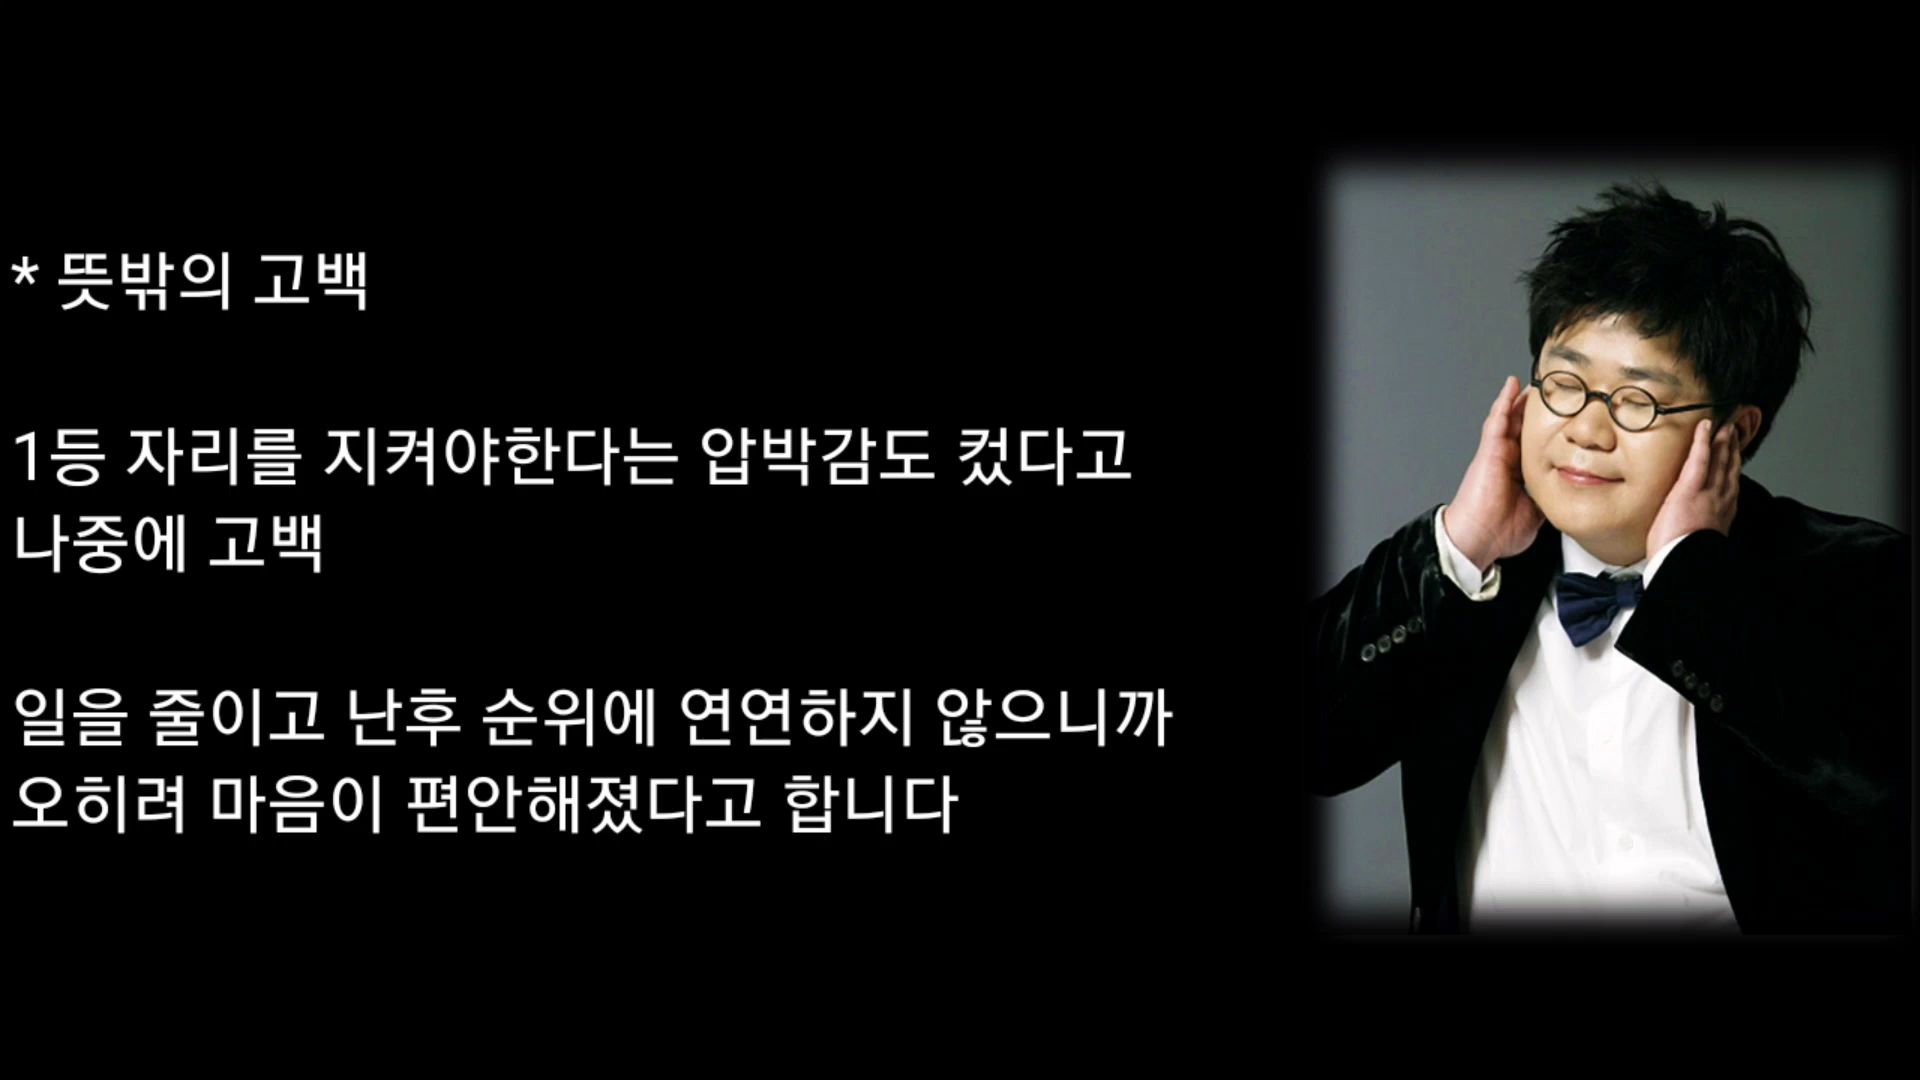 * 뜻밖의 고백
1등 자리를 지켜야한다는 압박감도 컸다고
나중에 고백
일을 줄이고 난후 순위에 연연하지 않으니까
오히려 마음이 편안해졌다고 합니다